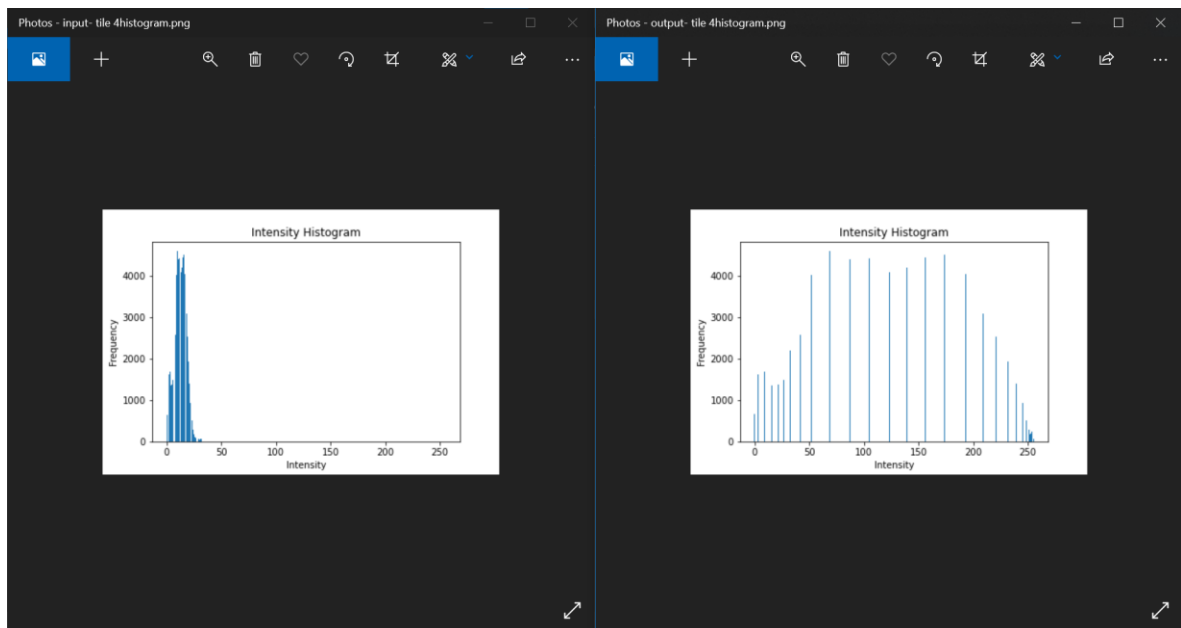 Photos - input- tile 4histogram.png
Intensity Histogram
Frequency
4000
3000
2000
1000
0
0 50 100 150 200 250
Intensity
Photos - output- tile 4histogram.png
Intensity Histogram
Frequency
4000
3000
2000
1000
0
0 50 100 150 200 250
Intensity